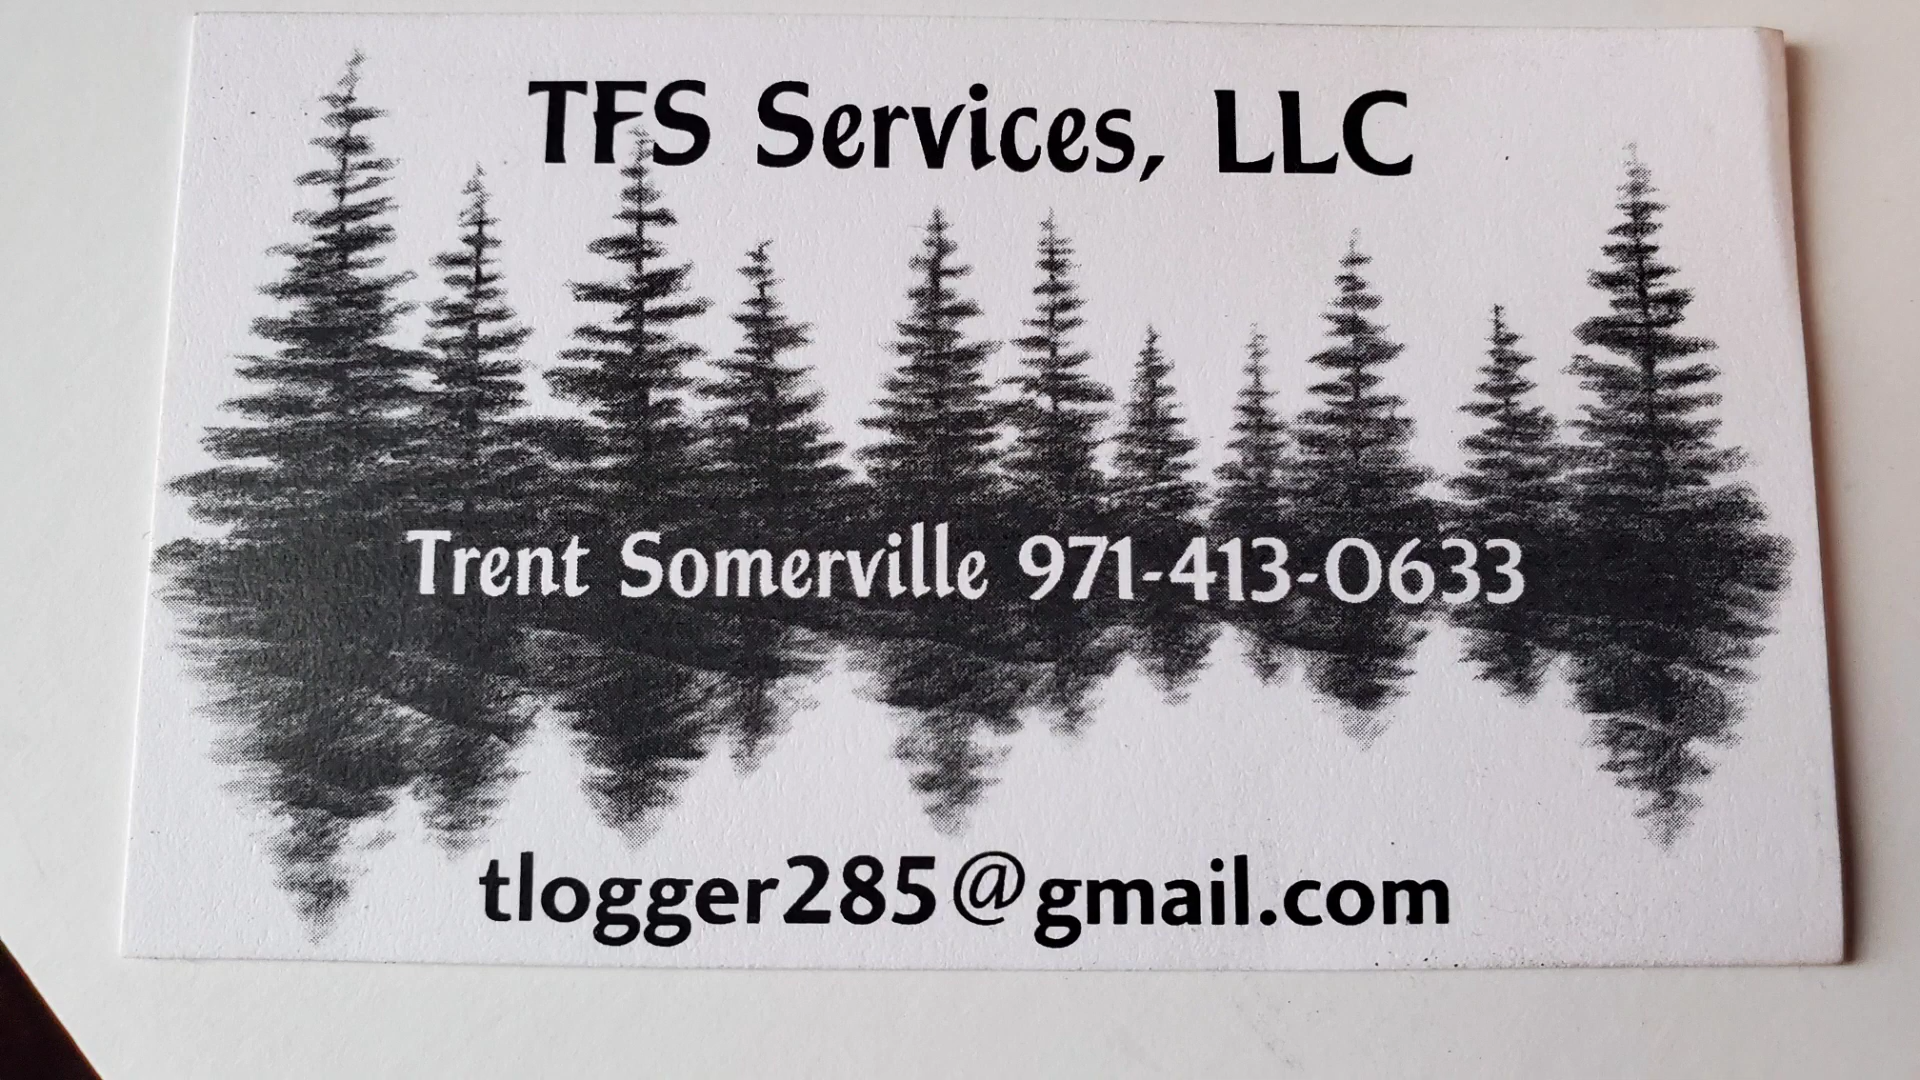 TFS Services, LLC
Trent Somerville 971-413-0633
tlogger285@gmail.com